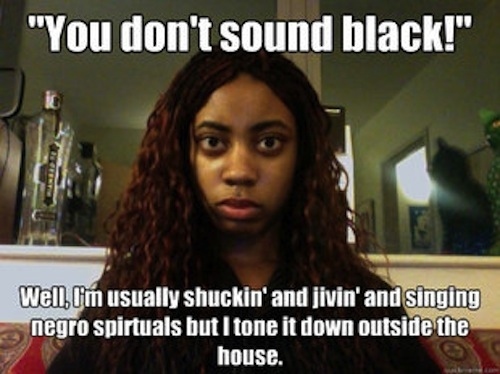 "You don't sound black!"
Well, I'm usually shuckin' and jivin' and singing
negro spirtuals but I tone it down outside the
house.